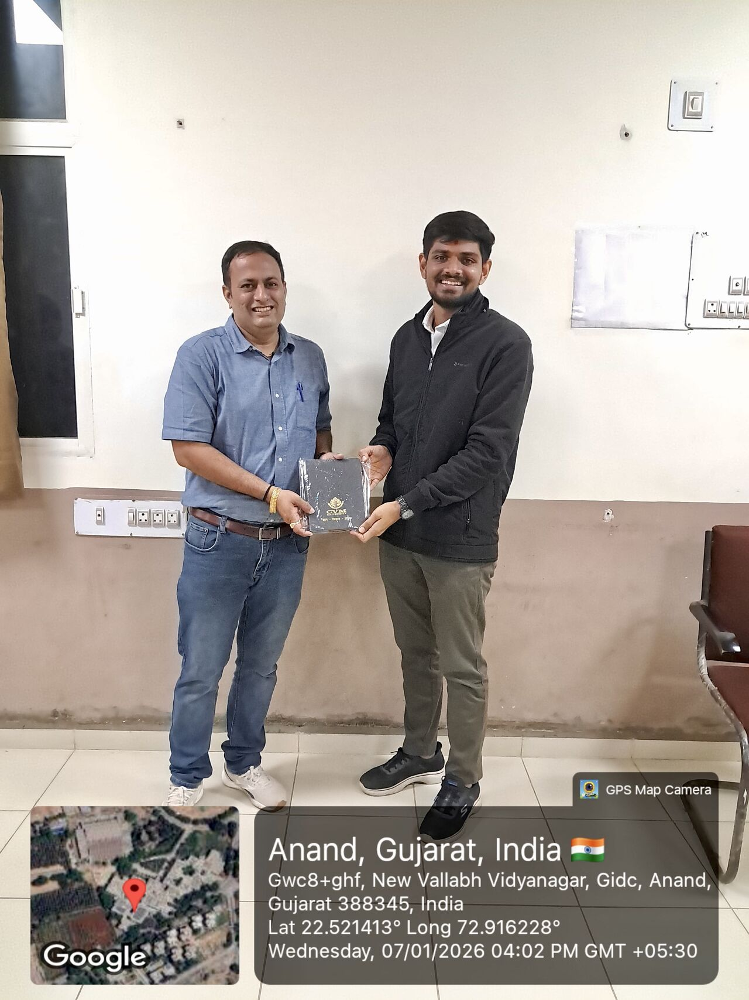 CVM
UNIVERSITY
GPS Map Camera
Anand, Gujarat, India
Gwc8+ghf, New Vallabh Vidyanagar, Gidc, Anand,
Gujarat 388345, India
Lat 22.521413° Long 72.916228°
Wednesday, 07/01/2026 04:02 PM GMT +05:30
Google